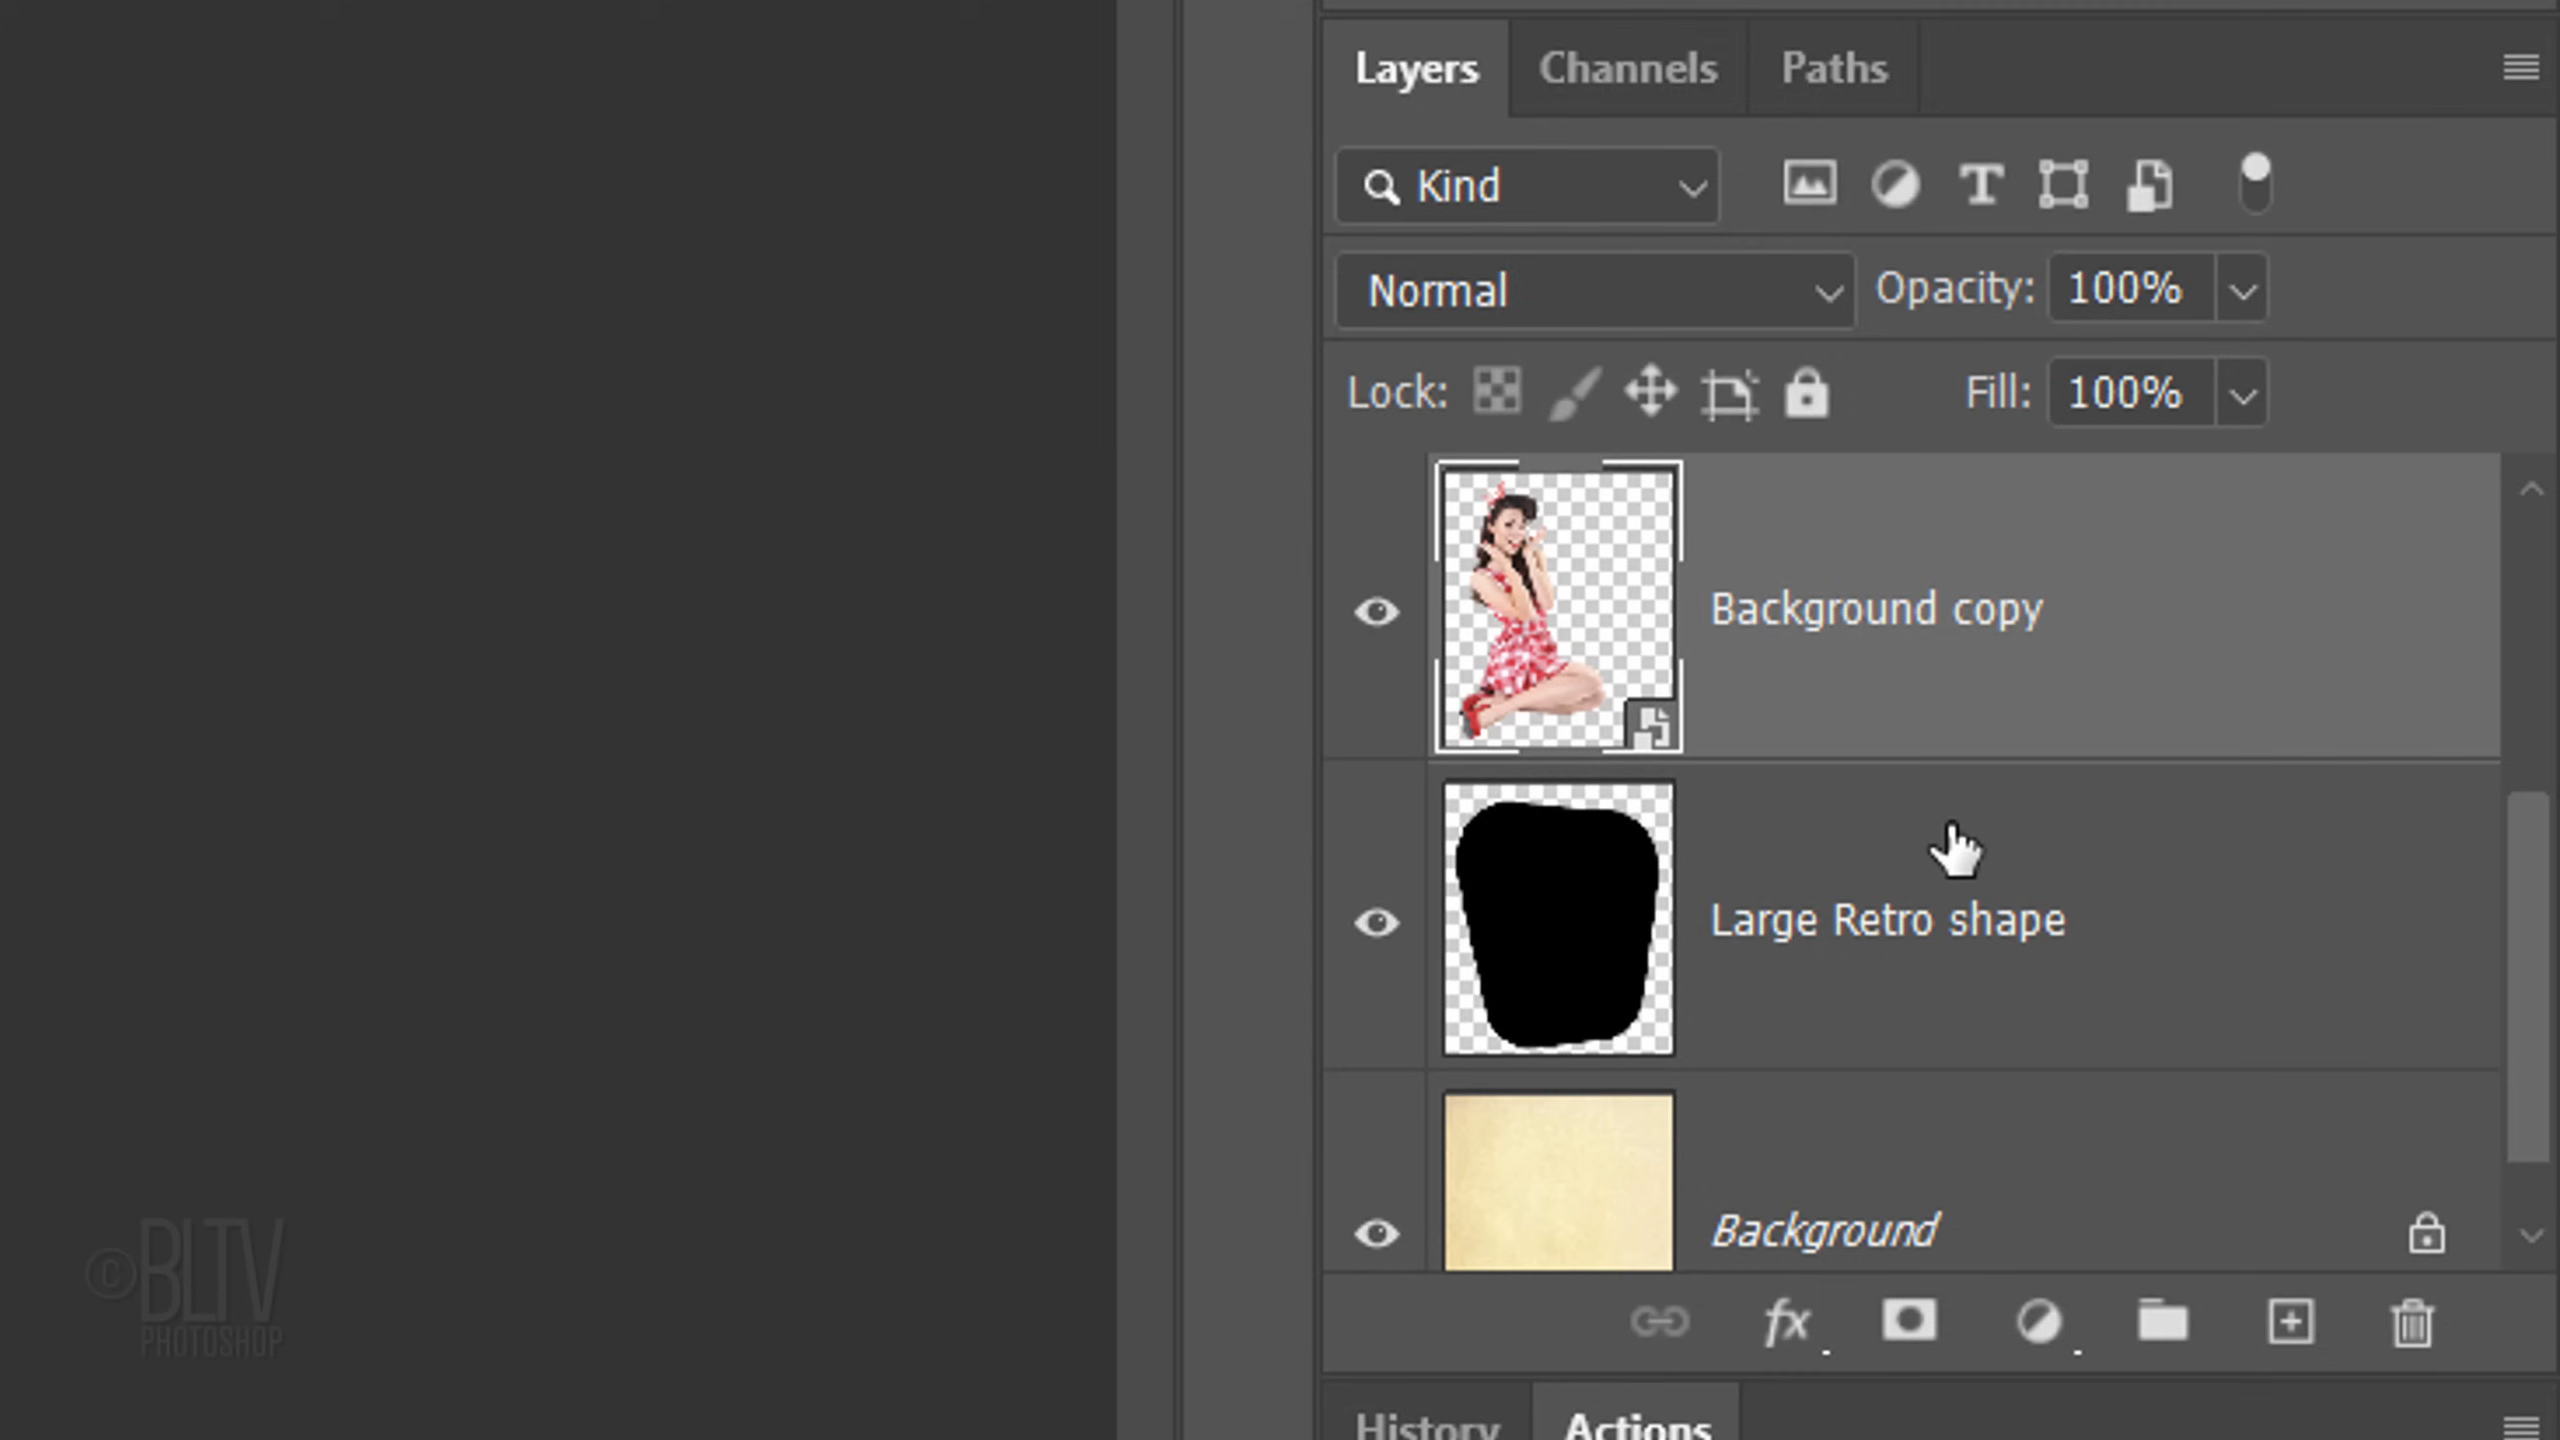 Layers Channels Paths
Kind
Normal Opacity: 100%
Lock: Fill: 100%
Background copy
Large Retro shape
Background
fx
History Actions
©BLTV
PHOTOSHOP